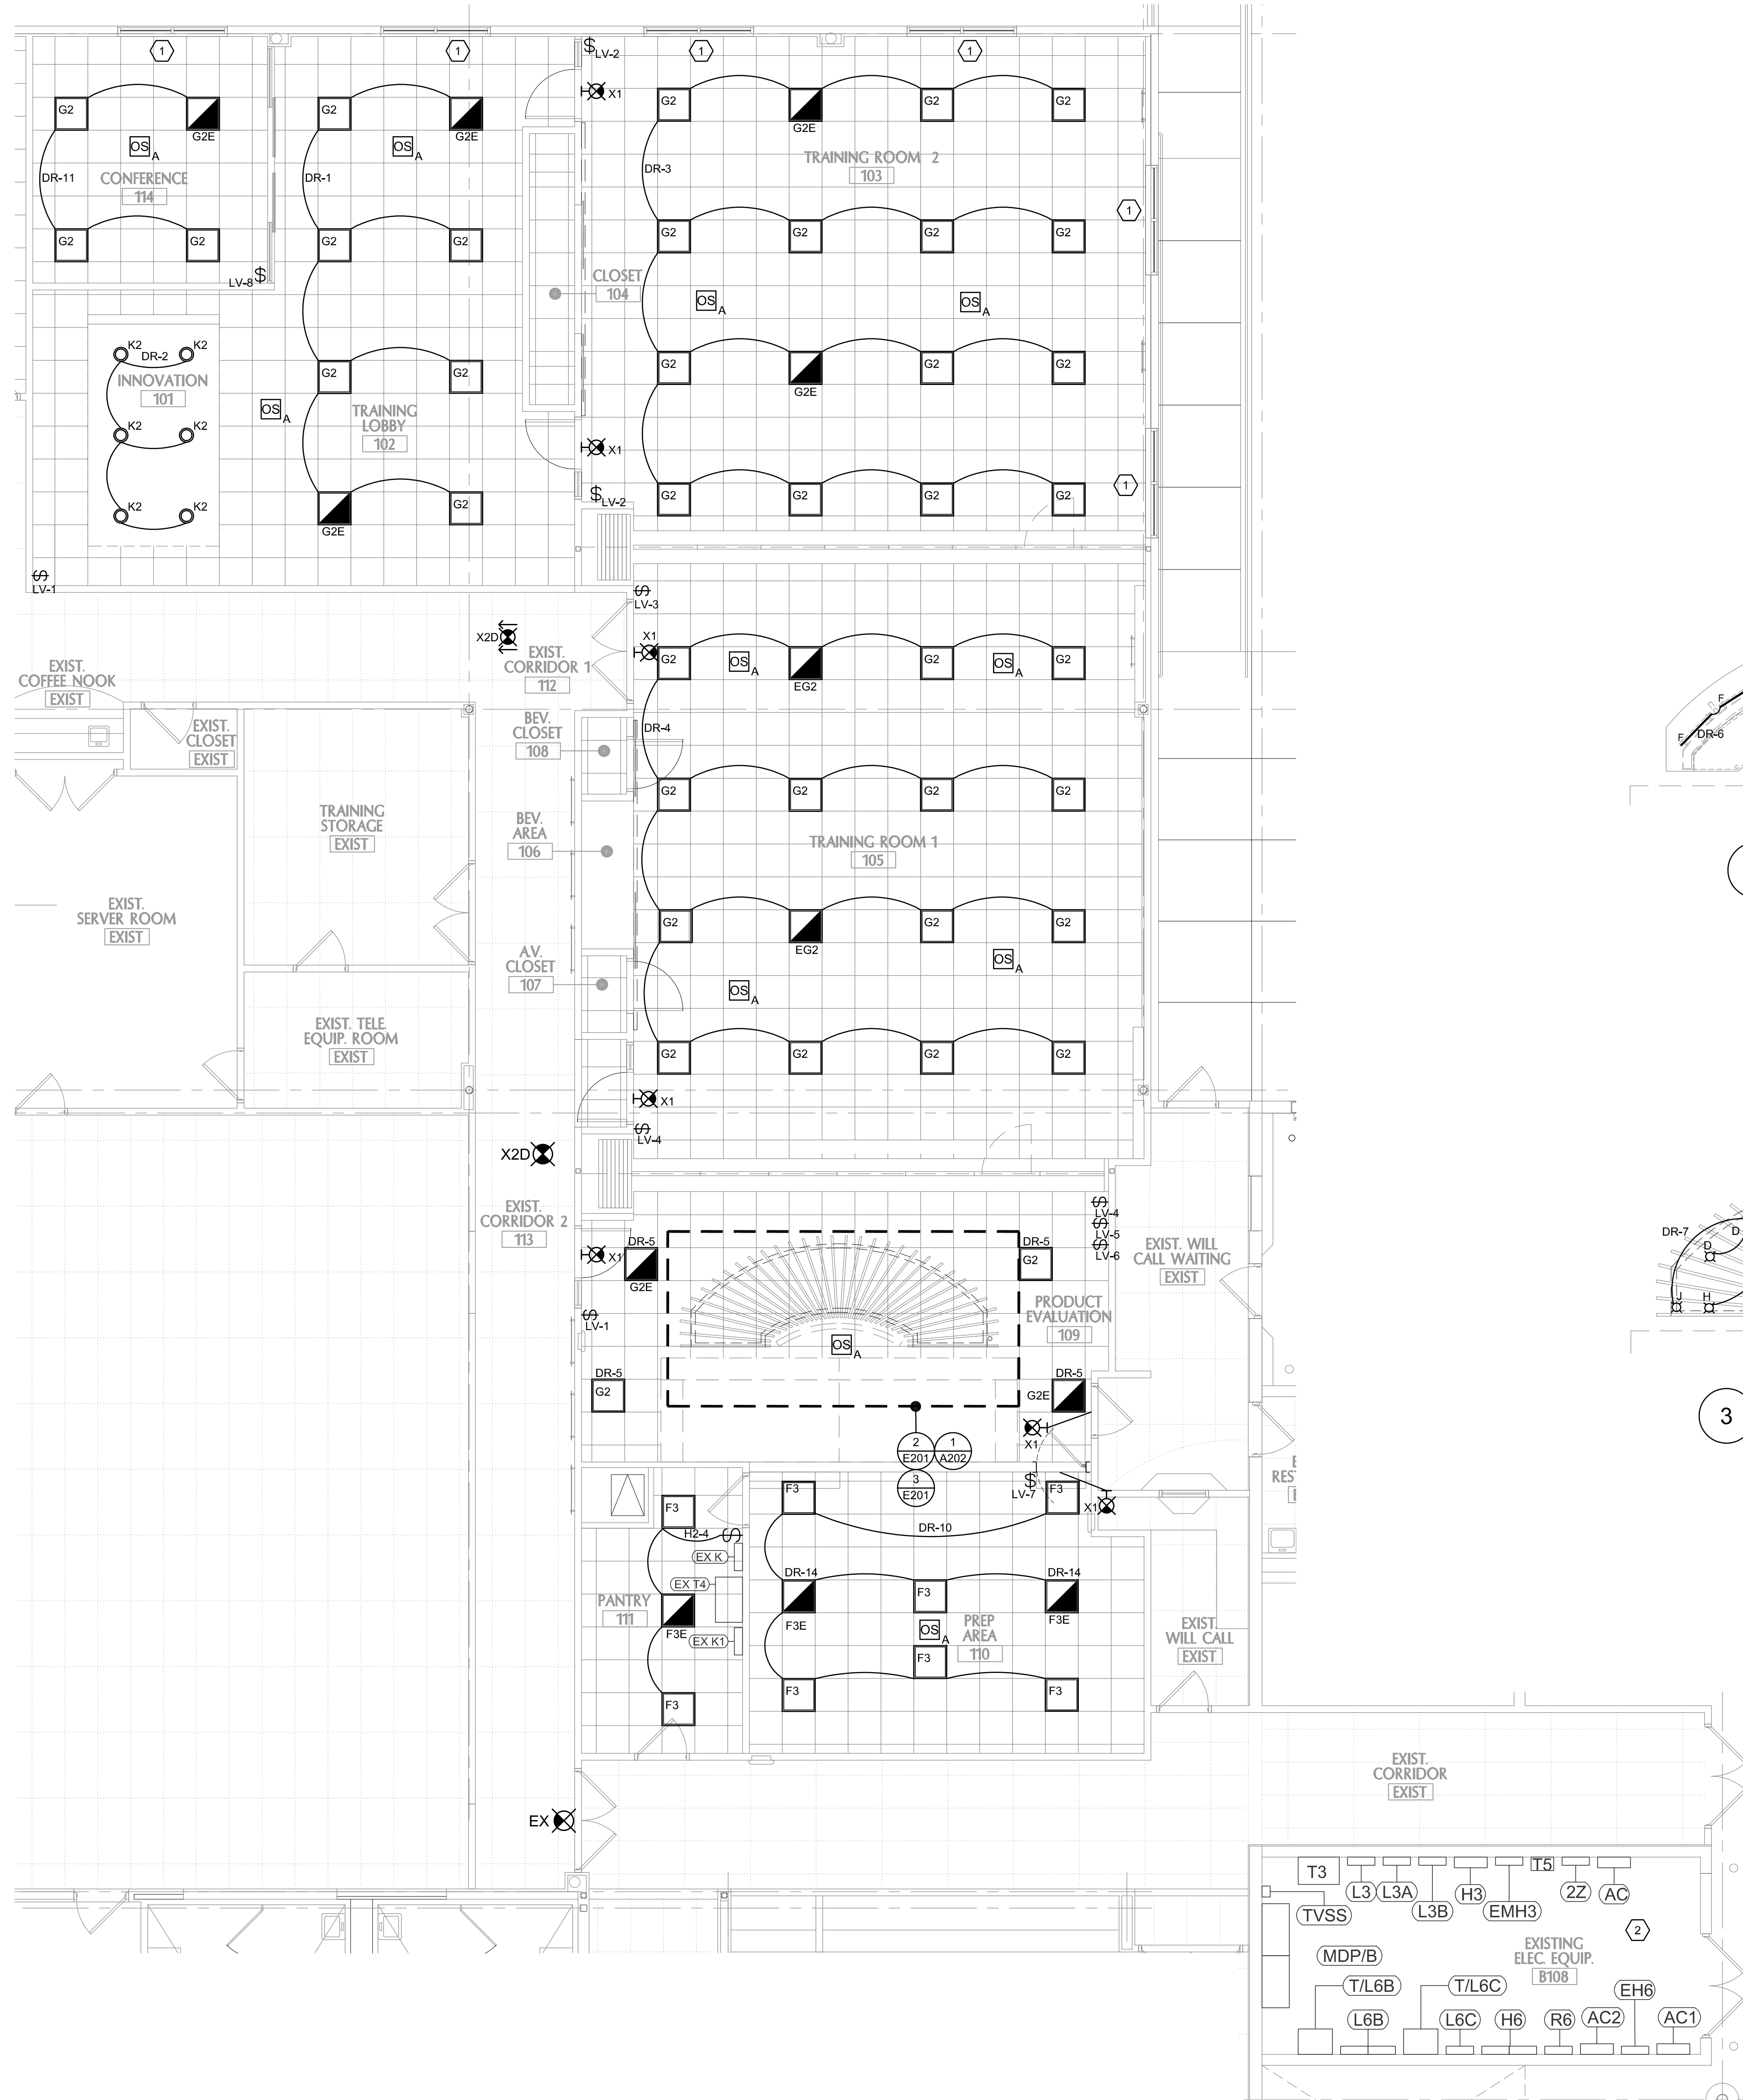 1
1
1
1
$
LV-2
X1
G2
G2E
G2
G2E
G2
G2E
G2
G2
OS
A
OS
A
DR-11
DR-1
DR-3
CONFERENCE
114
TRAINING ROOM 2
103
1
G2
G2
G2
G2
G2
G2
G2
G2
LV-8
$
CLOSET
104
OS
A
OS
A
K2
DR-2
K2
INNOVATION
101
G2
G2
G2
G2E
G2
G2
OS
A
TRAINING
LOBBY
102
K2
K2
X1
K2
K2
G2E
G2
$
LV-2
G2
G2
G2
G2
1
$
LV-1
$
LV-3
X2D
X1
EXIST.
CORRIDOR 1
112
G2
OS
A
EG2
G2
OS
A
G2
EXIST.
COFFEE NOOK
EXIST
EXIST.
CLOSET
EXIST
BEV.
CLOSET
108
DR-4
F
F
DR-6
G2
G2
G2
G2
TRAINING
STORAGE
EXIST
BEV.
AREA
106
TRAINING ROOM 1
105
EXIST.
SERVER ROOM
EXIST
G2
EG2
G2
G2
A.V.
CLOSET
107
OS
A
OS
A
EXIST. TELE.
EQUIP. ROOM
EXIST
G2
G2
G2
G2
X1
$
LV-4
X2D
EXIST.
CORRIDOR 2
113
$
LV-4
$
LV-5
$
LV-6
X1
DR-5
G2E
DR-5
G2
EXIST. WILL
CALL WAITING
EXIST
DR-7
D
D
J
H
$
LV-1
PRODUCT
EVALUATION
109
OS
A
DR-5
G2
DR-5
G2E
X1
2
E201
1
A202
3
E201
3
$
LV-7
F3
F3
F3
X1
H2-4
$
DR-10
EX K
EX T4
DR-14
DR-14
F3
PANTRY
111
F3E
F3E
F3E
OS
A
PREP
AREA
110
EX K1
F3
EXIST.
WILL CALL
EXIST
F3
F3
F3
EXIST.
CORRIDOR
EXIST
EX
T3
T5
L3
L3A
H3
2Z
AC
TVSS
L3B
EMH3
2
EXISTING
ELEC. EQUIP.
B108
MDP/B
T/L6B
T/L6C
EH6
L6B
L6C
H6
R6
AC2
AC1